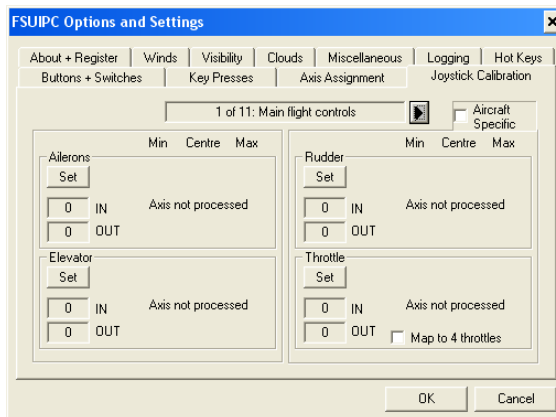 FSUIPC Options and Settings
About + Register Winds Visibility Clouds Miscellaneous Logging Hot Keys
Buttons + Switches Key Presses Axis Assignment Joystick Calibration
1 of 11: Main flight controls
Aircraft Specific
Min Centre Max
Ailerons
Set
0 IN Axis not processed
0 OUT
Min Centre Max
Rudder
Set
0 IN Axis not processed
0 OUT
Elevator
Set
0 IN Axis not processed
0 OUT
Throttle
Set
0 IN Axis not processed
0 OUT Map to 4 throttles
OK Cancel